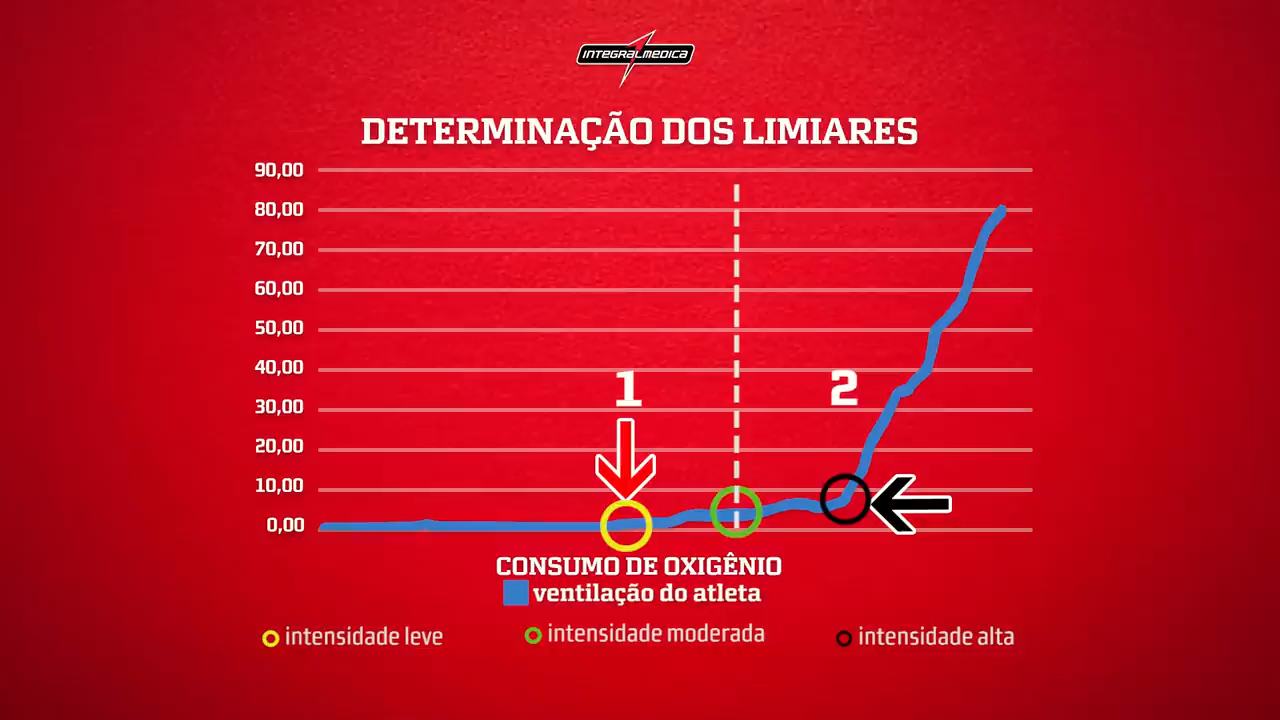 INTEGRALMEDICA
DETERMINAÇÃO DOS LIMIARES
90,00
80,00
70,00
60,00
50,00
40,00
30,00
20,00
10,00
0,00
1
2
CONSUMO DE OXIGÊNIO
ventilação do atleta
intensidade leve
intensidade moderada
intensidade alta